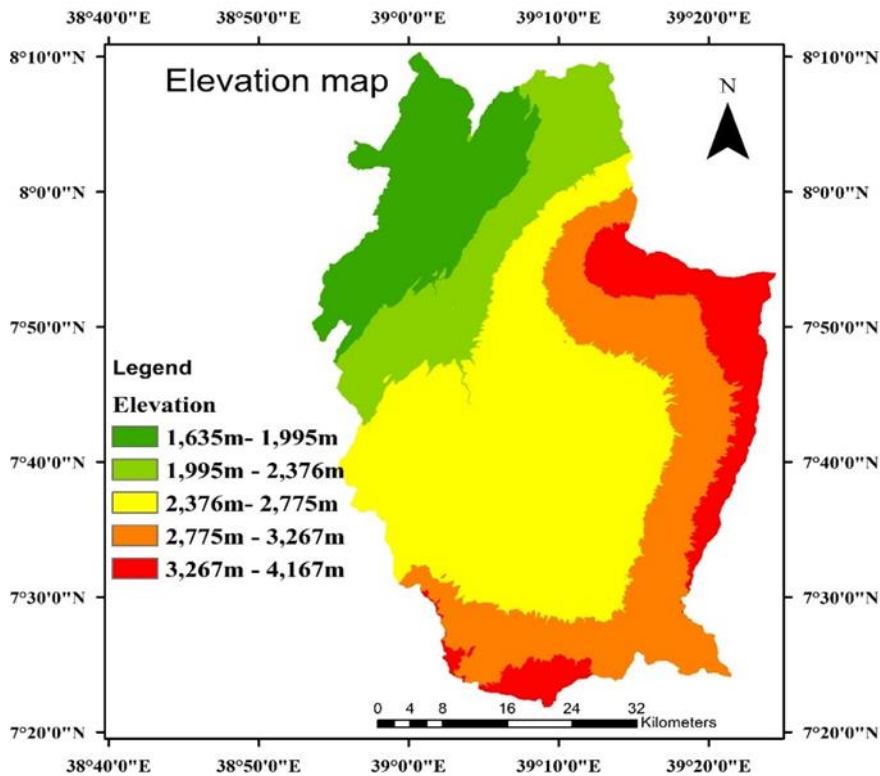 38°40'0"E 38°50'0"E 39°0'0"E 39°10'0"E 39°20'0"E
8°10'0"N 8°10'0"N
Elevation map
N
8°0'0"N 8°0'0"N
7°50'0"N 7°50'0"N
Legend
Elevation
1,635m- 1,995m
1,995m - 2,376m
2,376m- 2,775m
2,775m - 3,267m
3,267m - 4,167m
7°40'0"N 7°40'0"N
7°30'0"N 7°30'0"N
0 2 4 8 16 24 32
Kilometers
7°20'0"N 7°20'0"N
38°40'0"E 38°50'0"E 39°0'0"E 39°10'0"E 39°20'0"E